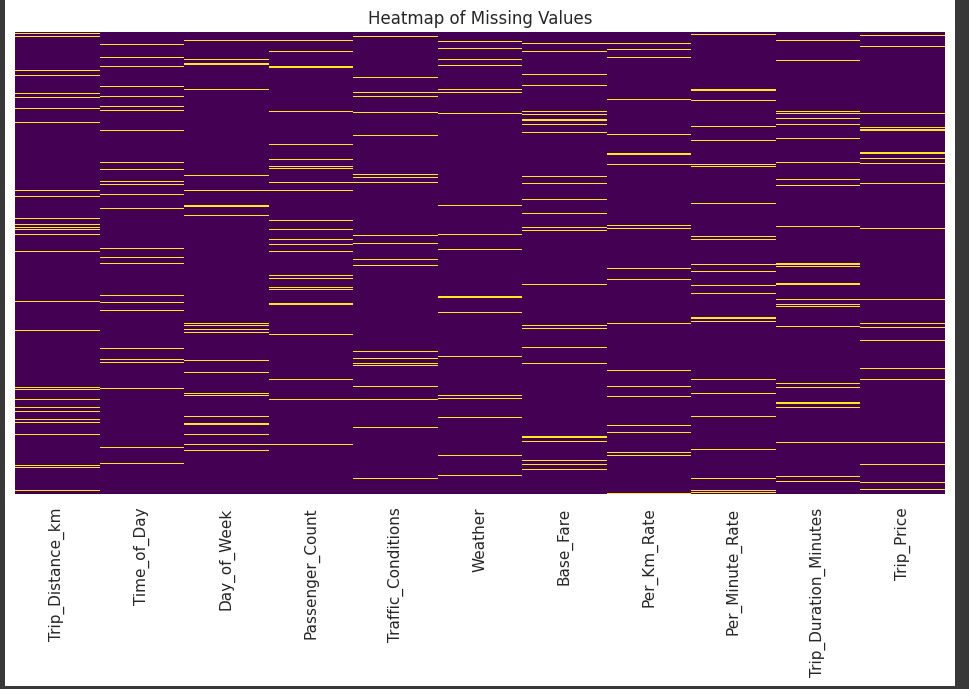 Heatmap of Missing Values
Trip_Distance_km
Time_of_Day
Day_of_Week
Passenger_Count
Traffic_Conditions
Weather
Base_Fare
Per_Km_Rate
Per_Minute_Rate
Trip_Duration_Minutes
Trip_Price